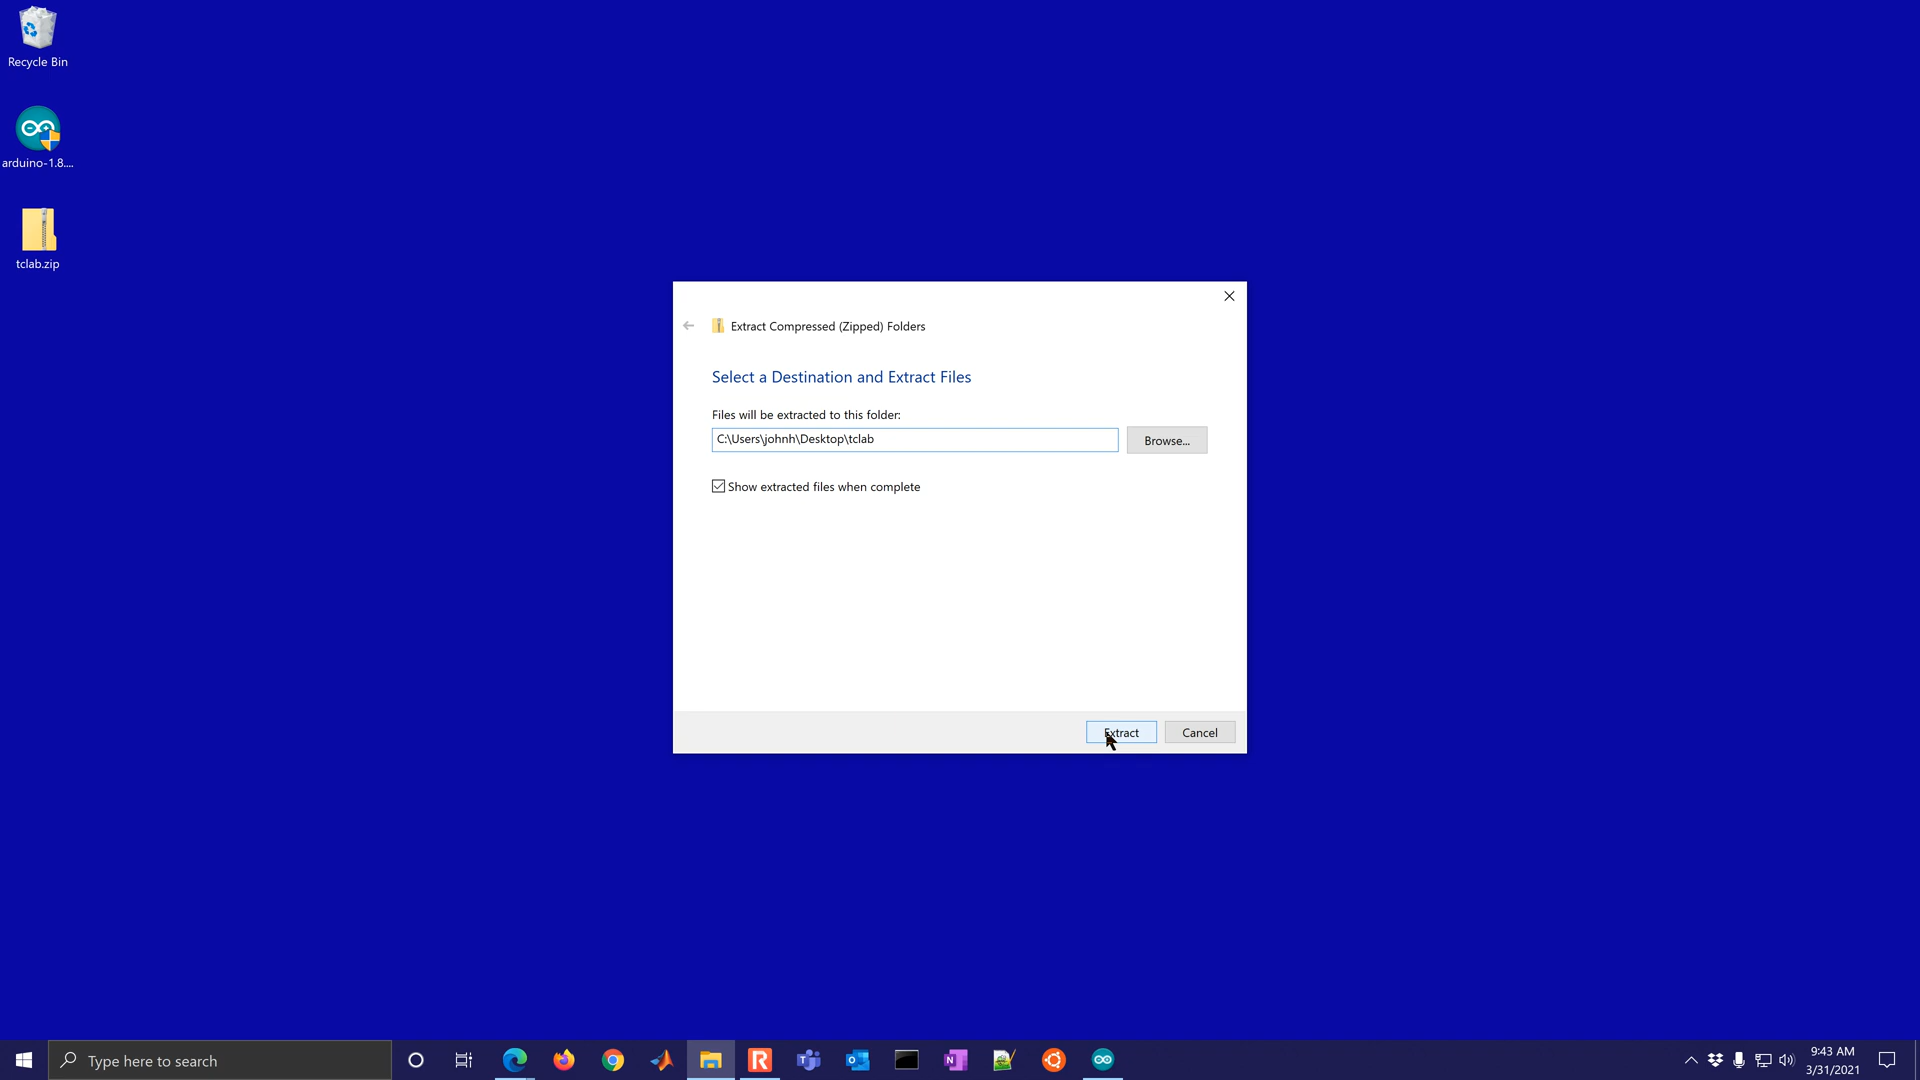 Recycle Bin
arduino-1.8....
tclab.zip
Extract Compressed (Zipped) Folders
Select a Destination and Extract Files
Files will be extracted to this folder:
C:\Users\johnh\Desktop\tclab
Browse...
Show extracted files when complete
Extract
Cancel
Type here to search
9:43 AM
3/31/2021